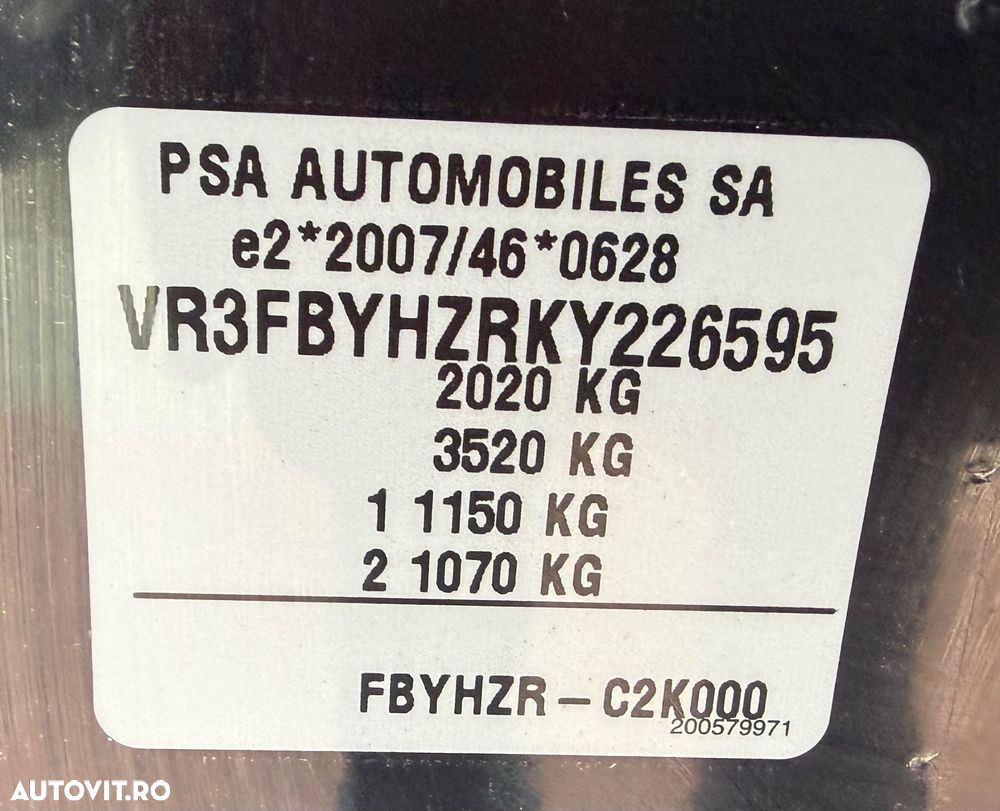 PSA AUTOMOBILES SA
e2*2007/46*0628
VR3FBYHZRKY226595
2020 KG
3520 KG
1 1150 KG
2 1070 KG
FBYHZR – C2K000
200579971
AUTOVIT.RO